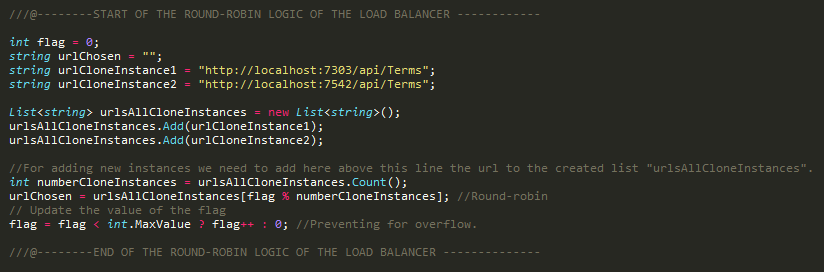 ///@--------START OF THE ROUND-ROBIN LOGIC OF THE LOAD BALANCER ------------
int flag = 0;
string urlChosen = "";
string urlCloneInstance1 = "http://localhost:7303/api/Terms";
string urlCloneInstance2 = "http://localhost:7542/api/Terms";
List<string> urlsAllCloneInstances = new List<string>();
urlsAllCloneInstances.Add(urlCloneInstance1);
urlsAllCloneInstances.Add(urlCloneInstance2);
//For adding new instances we need to add here above this line the url to the created list "urlsAllCloneInstances".
int numberCloneInstances = urlsAllCloneInstances.Count();
urlChosen = urlsAllCloneInstances[flag % numberCloneInstances]; //Round-robin
// Update the value of the flag
flag = flag < int.MaxValue ? flag++ : 0; //Preventing for overflow.
///@--------END OF THE ROUND-ROBIN LOGIC OF THE LOAD BALANCER --------------